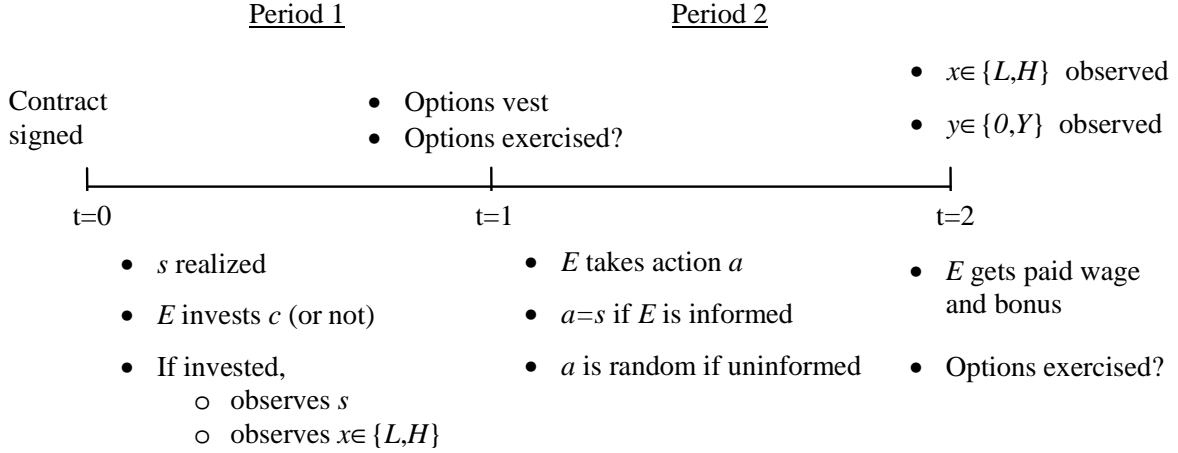 Period 1
Period 2
Contract
signed
• Options vest
• Options exercised?
• x∈{L,H} observed
• y∈{0,Y} observed
t=0
t=1
t=2
• s realized
• E invests c (or not)
• If invested,
o observes s
o observes x∈{L,H}
• E takes action a
• a=s if E is informed
• a is random if uninformed
• E gets paid wage
and bonus
• Options exercised?